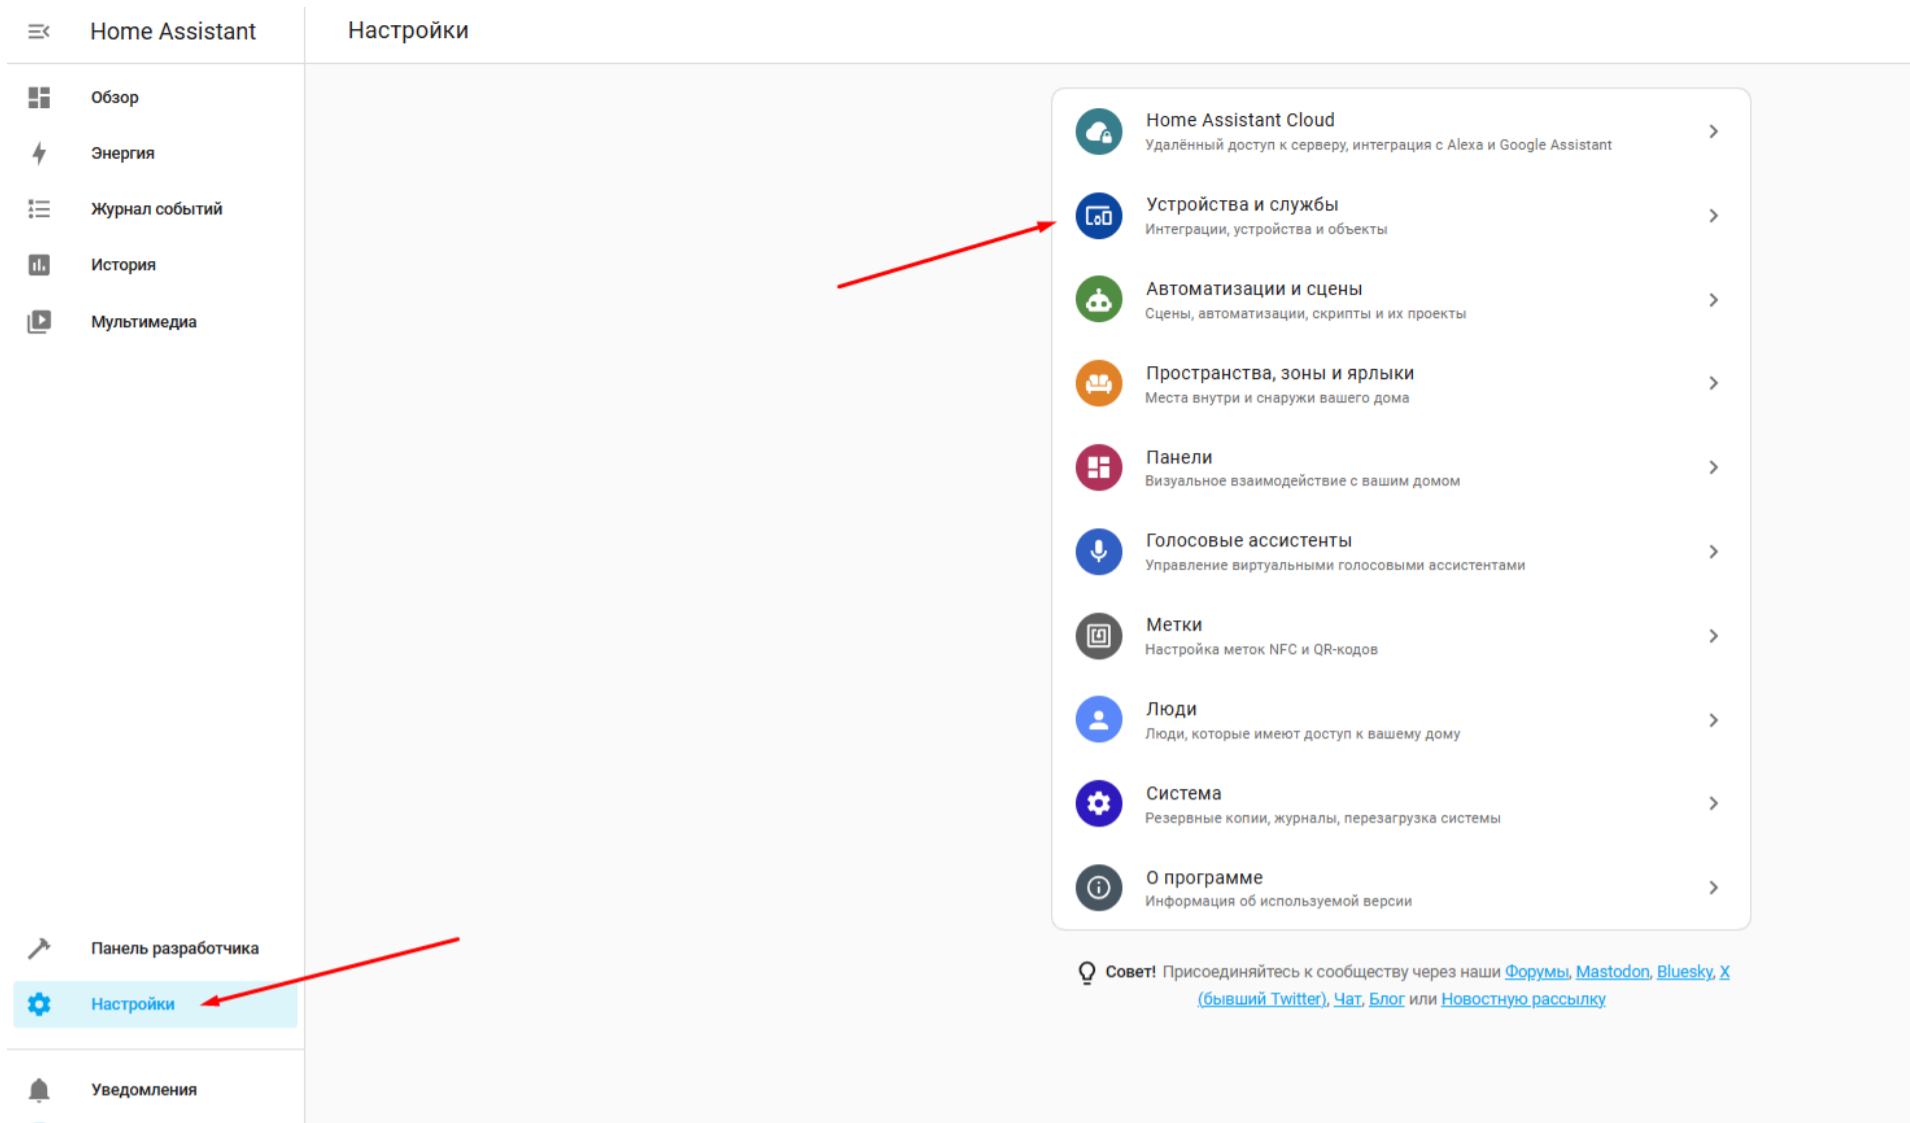 Home Assistant
Настройки
Обзор
Энергия
Журнал событий
История
Мультимедиа
Панель разработчика
Настройки
Уведомления
Home Assistant Cloud
Удалённый доступ к серверу, интеграция с Alexa и Google Assistant
Устройства и службы
Интеграции, устройства и объекты
Автоматизации и сцены
Сцены, автоматизации, скрипты и их проекты
Пространства, зоны и ярлыки
Места внутри и снаружи вашего дома
Панели
Визуальное взаимодействие с вашим домом
Голосовые ассистенты
Управление виртуальными голосовыми ассистентами
Метки
Настройка меток NFC и QR-кодов
Люди
Люди, которые имеют доступ к вашему дому
Система
Резервные копии, журналы, перезагрузка системы
О программе
Информация об используемой версии
Совет! Присоединяйтесь к сообществу через наши Форумы, Mastodon, Bluesky, X
(бывший Twitter), Чат, Блог или Новостную рассылку